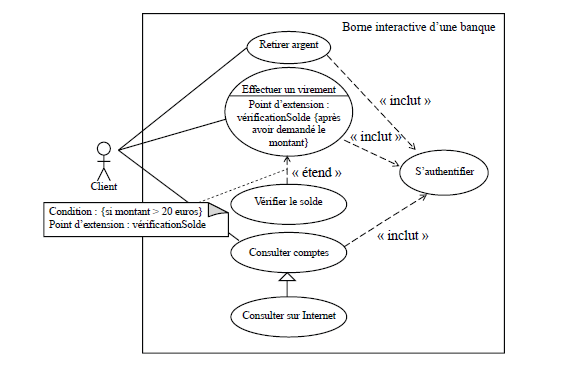 Borne interactive d'une banque
Retirer argent
Effectuer un virement
Point d'extension :
vérificationSolde {après
avoir demandé le
montant}
« inclut »
« inclut »
S'authentifier
Client
« étend »
Vérifier le solde
Condition : {si montant > 20 euros}
Point d'extension : vérificationSolde
« inclut »
Consulter comptes
Consulter sur Internet